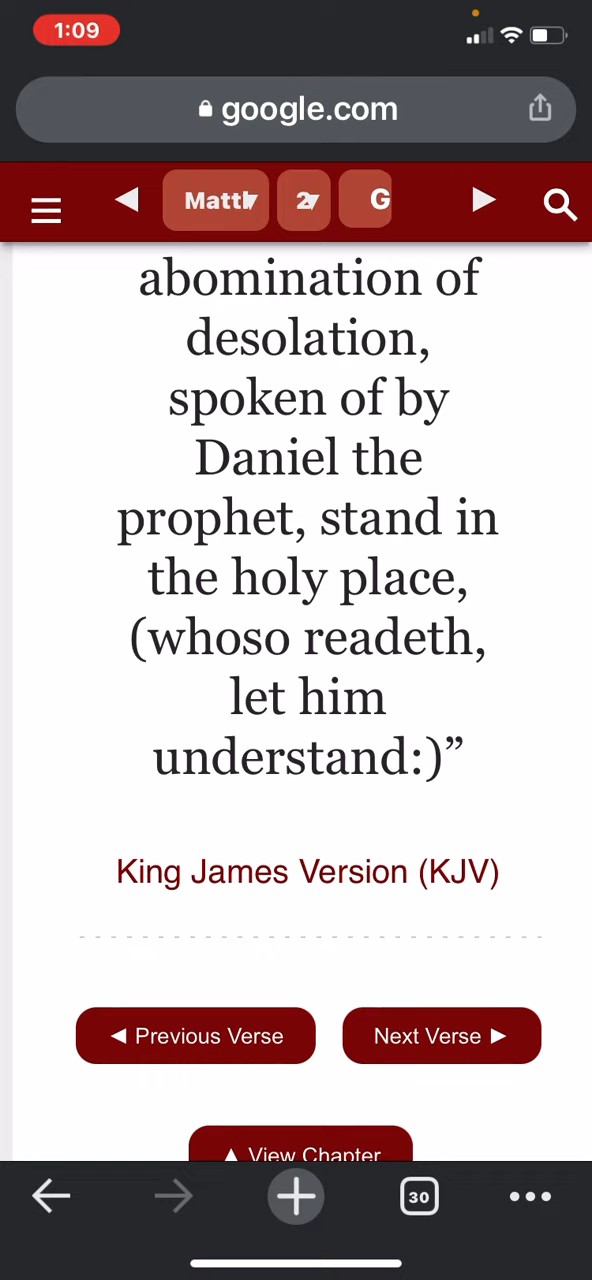 1:09
google.com
Matth
2
G
abomination of
desolation,
spoken of by
Daniel the
prophet, stand in
the holy place,
(whoso readeth,
let him
understand:)”
King James Version (KJV)
◀ Previous Verse
Next Verse ▶
▲ View Chapter
30